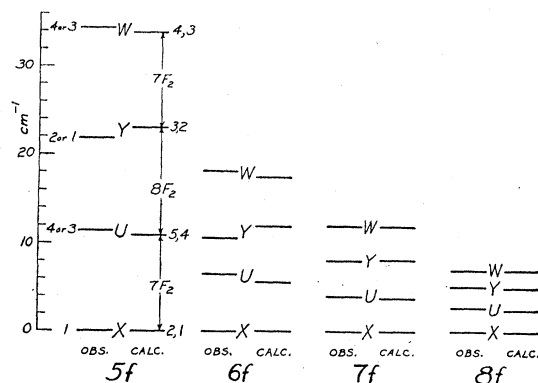 4 or 3 W 4,3
30
7F₂
cm⁻¹
2 or 1 Y 3,2
20
W
8F₂
W
4 or 3 U 5,4
Y
10
Y
W
U
Y
7F₂
U
U
0
1 X 2,1
X
X
X
OBS. CALC. OBS. CALC. OBS. CALC. OBS. CALC.
5f 6f 7f 8f